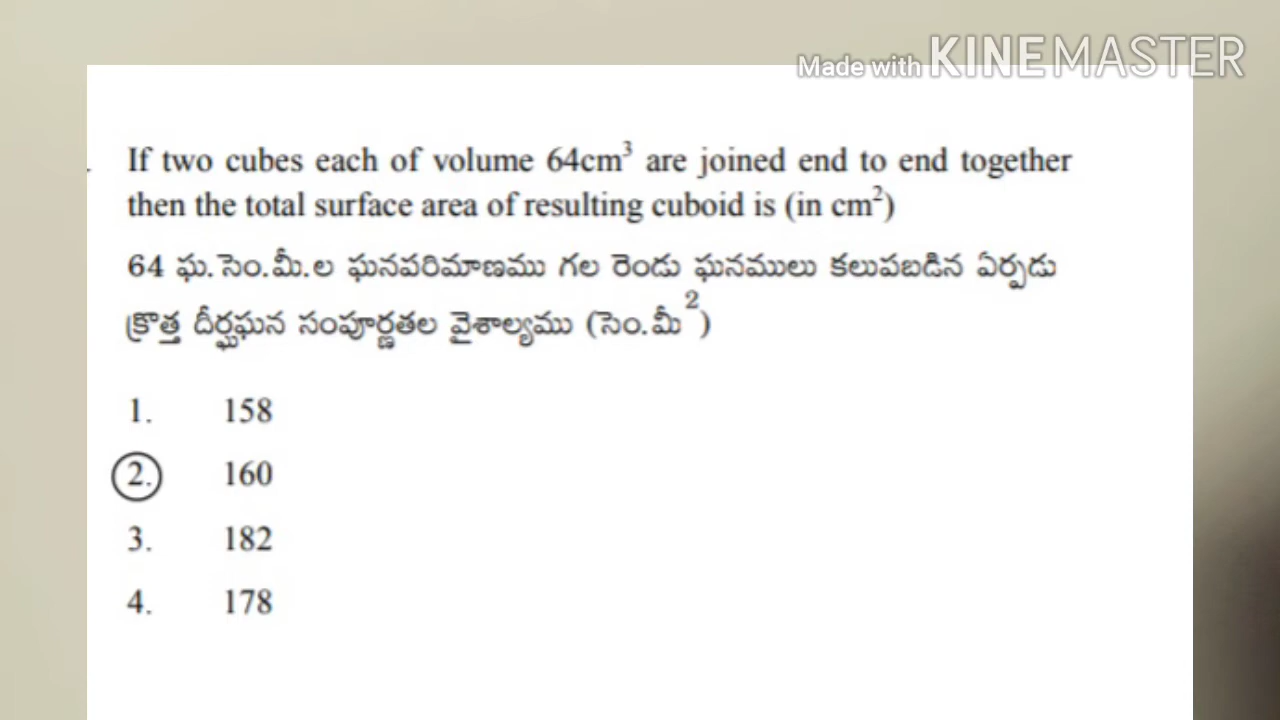 Made with KINEMASTER
If two cubes each of volume 64cm³ are joined end to end together
then the total surface area of resulting cuboid is (in cm²)
64 ఘ.సెం.మీ.ల ఘనపరిమాణము గల రెండు ఘనములు కలుపబడిన ఏర్పడు
క్రొత్త దీర్ఘఘన సంపూర్ణతల వైశాల్యము (సెం.మీ²)
1. 158
2. 160
3. 182
4. 178